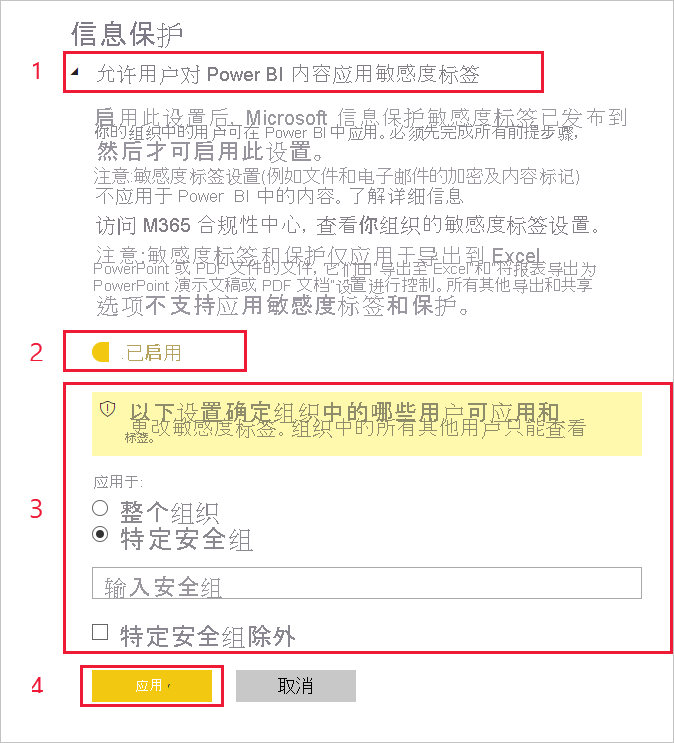 信息保护
1
允许用户对 Power BI 内容应用敏感度标签
启用此设置后, Microsoft 信息保护敏感度标签已发布到
你的组织中的用户可在 Power BI 中应用。必须先完成所有前提步骤,
然后才可启用此设置。
注意:敏感度标签设置(例如文件和电子邮件的加密及内容标记)
不应用于 Power BI 中的内容。了解详细信息
访问 M365 合规性中心, 查看你组织的敏感度标签设置。
注意:敏感度标签和保护仅应用于导出到 Excel
PowerPoint 或 PDF 文件的文件, 它们由"导出至 Excel"和"将报表导出为
PowerPoint 演示文稿或 PDF 文档"设置进行控制。所有其他导出和共享
选项不支持应用敏感度标签和保护。
2
.已启用
以下设置确定组织中的哪些用户可应用和
更改敏感度标签。组织中的所有其他用户只能查看
标签。
应用于:
3
整个组织
特定安全组
输入安全组
特定安全组除外
4
应用,
取消